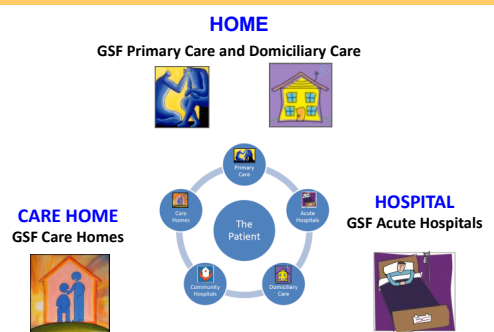 HOME
GSF Primary Care and Domiciliary Care
Primary
Care
Care
Homes
Acute
Hospitals
The
Patient
Community
Hospitals
Domiciliary
Care
CARE HOME
GSF Care Homes
HOSPITAL
GSF Acute Hospitals